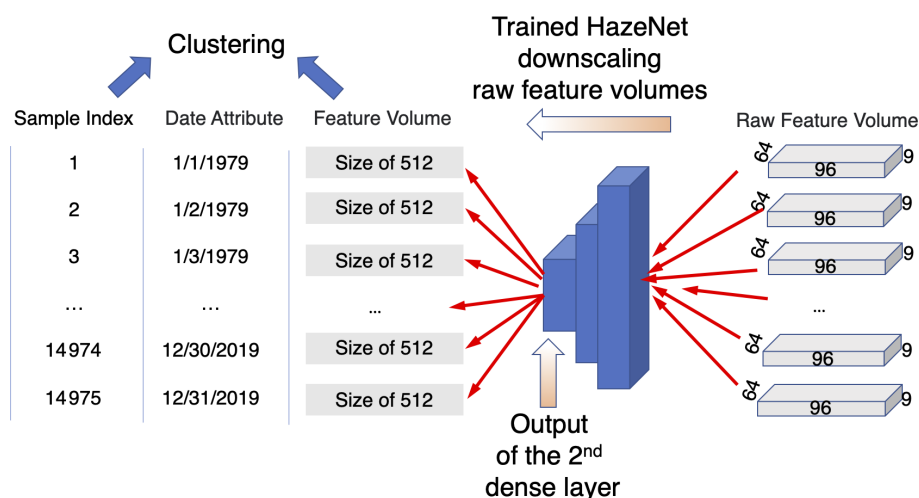 Clustering
Trained HazeNet
downscaling
raw feature volumes
Sample Index Date Attribute Feature Volume Raw Feature Volume
1 1/1/1979 Size of 512 64 96 9
2 1/2/1979 Size of 512 64 96 9
3 1/3/1979 Size of 512 64 96 9
... ... ... ...
14974 12/30/2019 Size of 512 64 96 9
14975 12/31/2019 Size of 512 64 96 9
Output
of the 2nd
dense layer